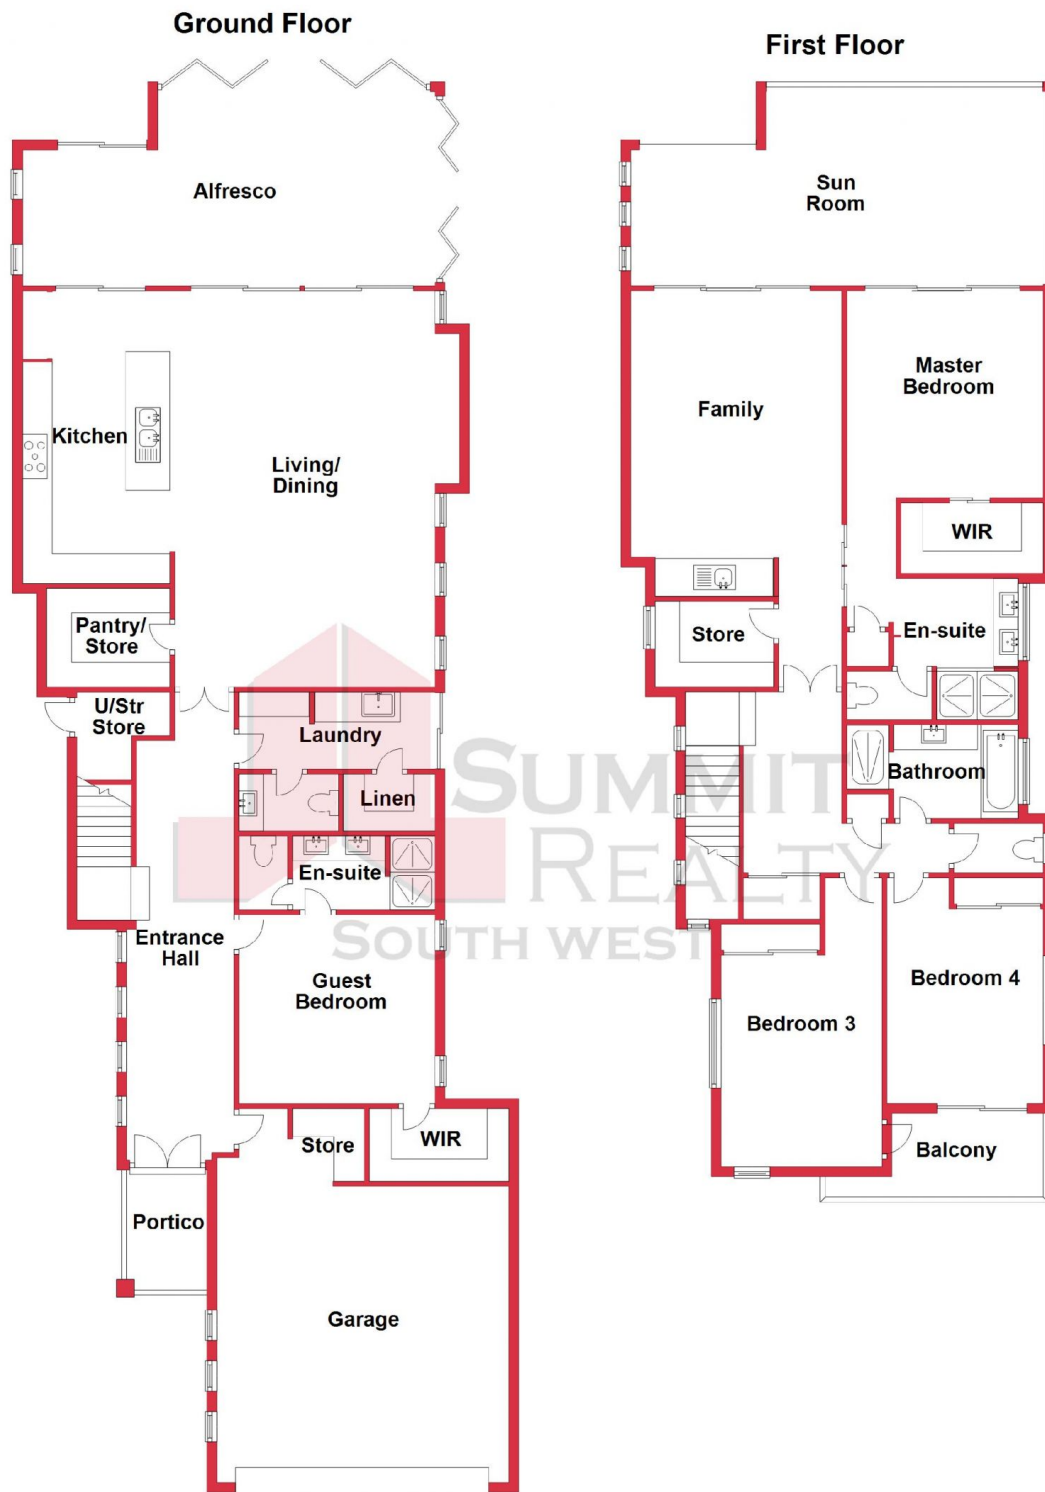 Ground Floor
Alfresco
Kitchen
Living/
Dining
Pantry/
Store
U/Str
Store
Laundry
Linen
En-suite
Entrance
Hall
Guest
Bedroom
Store
WIR
Portico
Garage
First Floor
Sun
Room
Master
Bedroom
Family
WIR
Store
En-suite
Bathroom
Bedroom 4
Bedroom 3
Balcony
SUMMIT
REALTY
SOUTH WEST